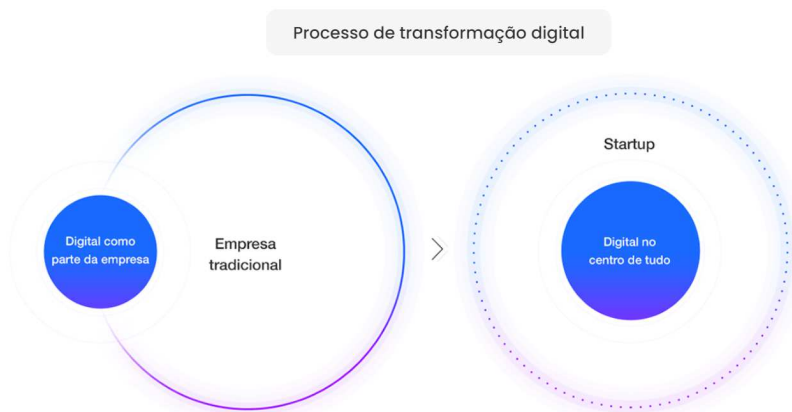 Processo de transformação digital
Digital como
parte da empresa
Empresa
tradicional
Startup
Digital no
centro de tudo